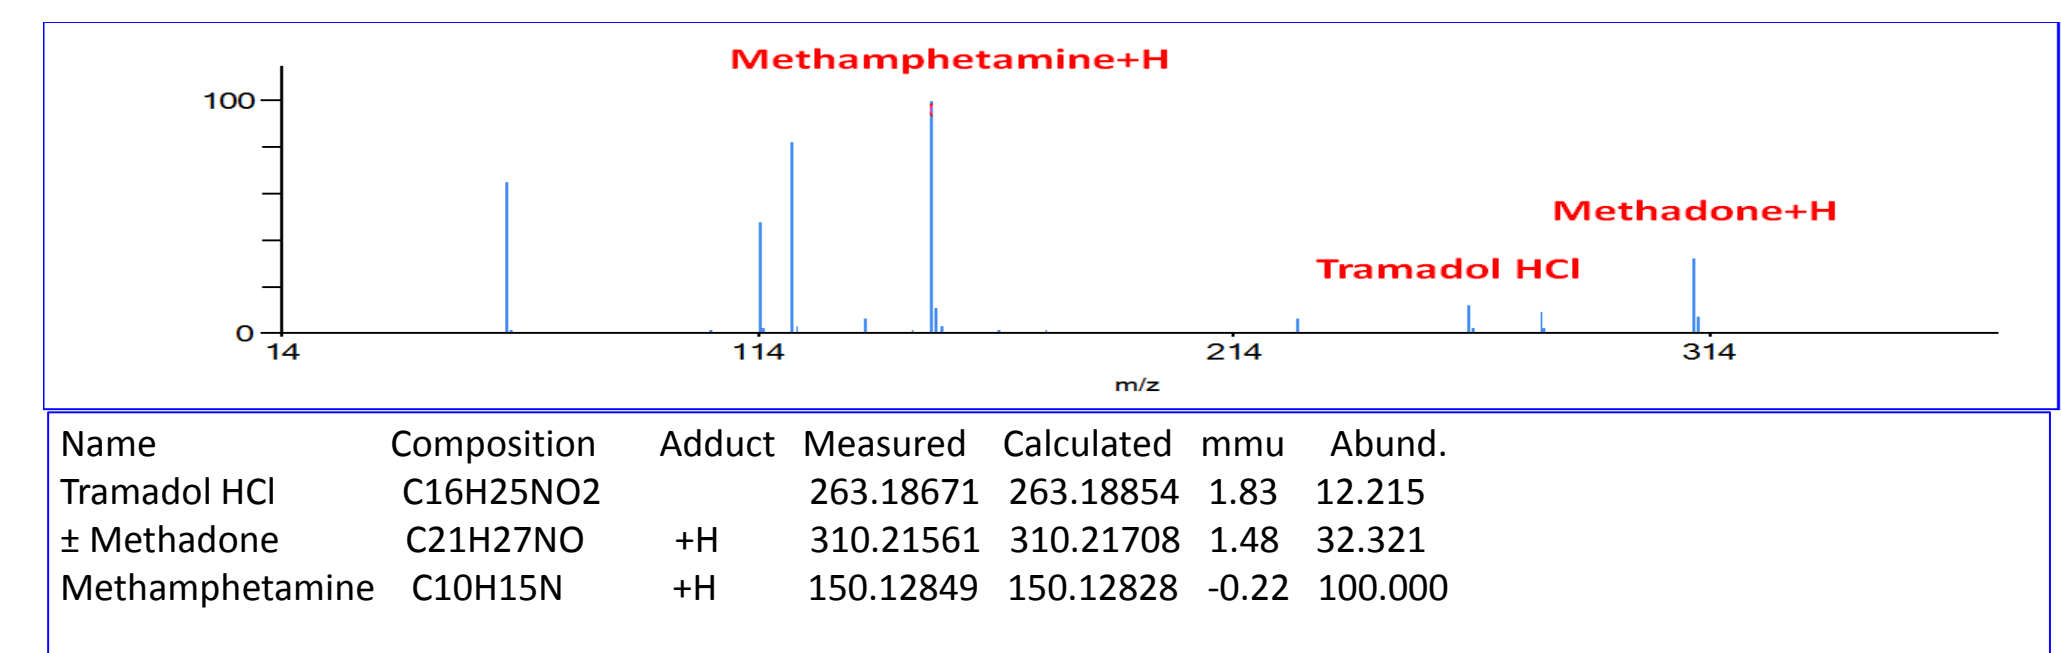 Methamphetamine+H
100
Methadone+H
Tramadol HCl
0
14 114 214 314
m/z
Name Composition Adduct Measured Calculated mmu Abund.
Tramadol HCl C16H25NO2 263.18671 263.18854 1.83 12.215
± Methadone C21H27NO +H 310.21561 310.21708 1.48 32.321
Methamphetamine C10H15N +H 150.12849 150.12828 -0.22 100.000